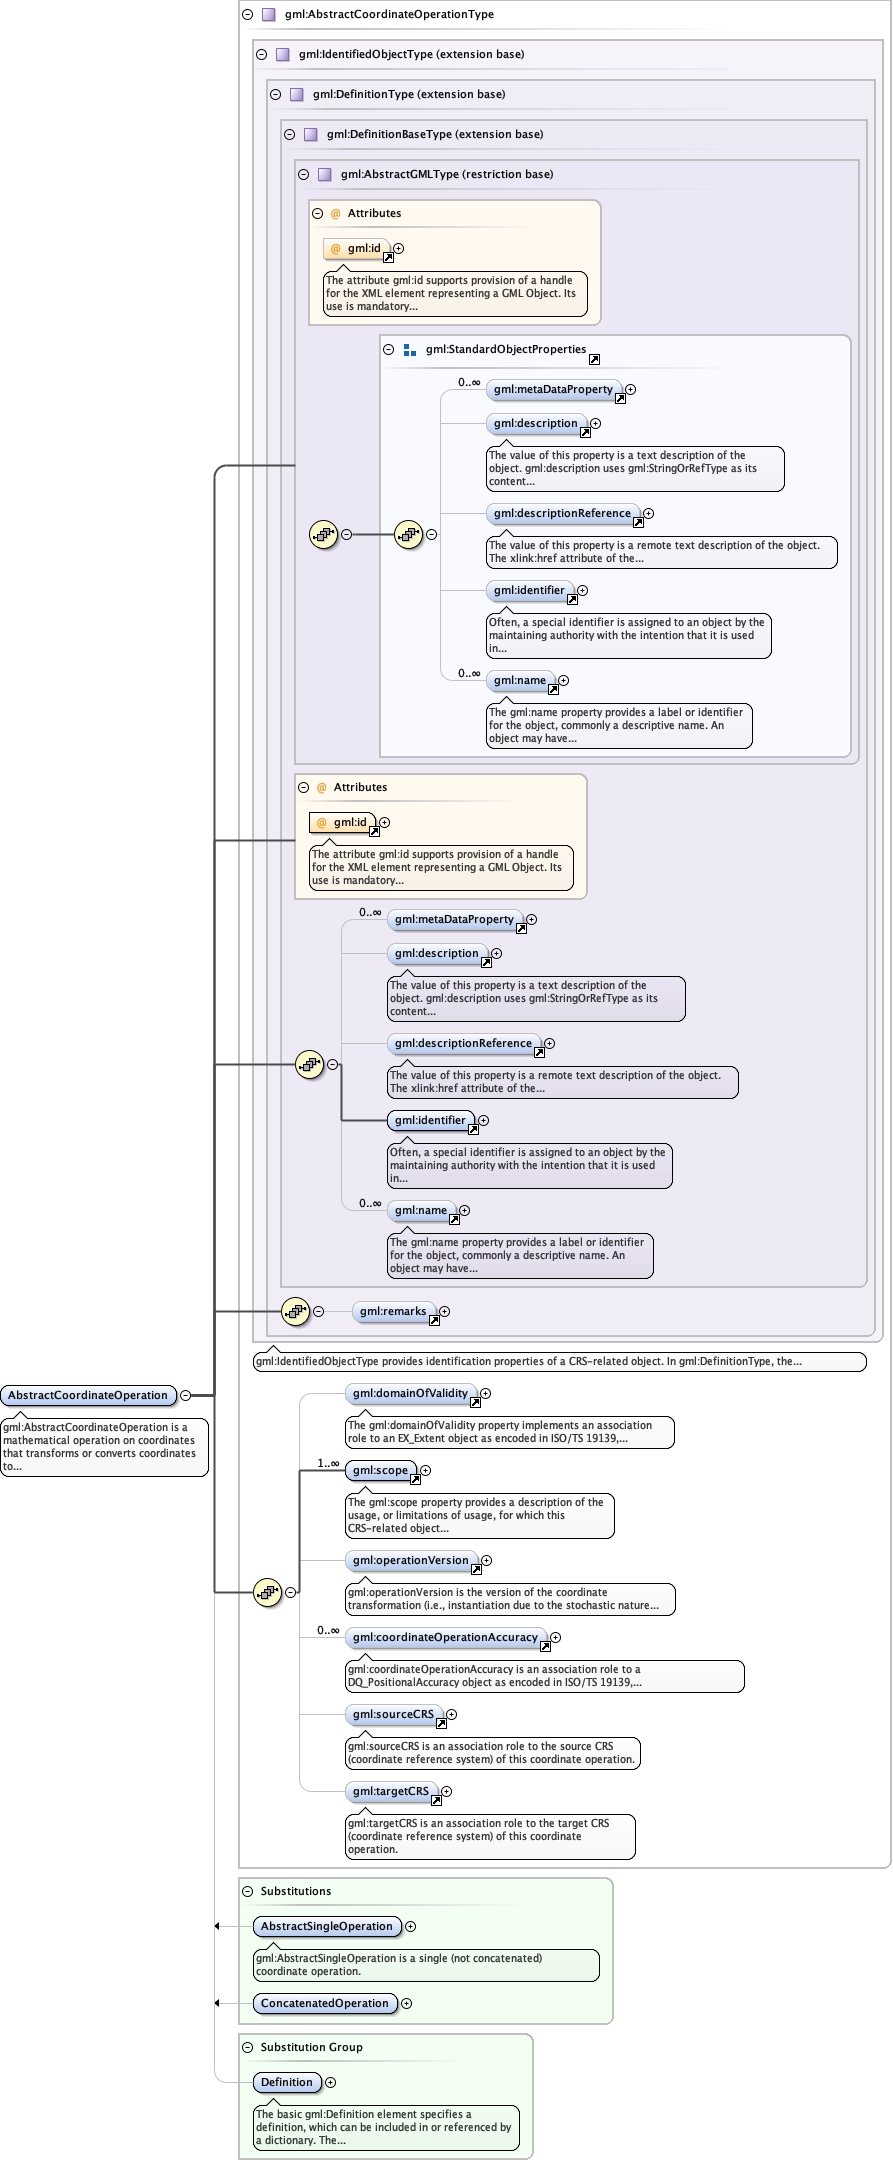 gml:AbstractCoordinateOperationType
gml:IdentifiedObjectType (extension base)
gml:DefinitionType (extension base)
gml:DefinitionBaseType (extension base)
gml:AbstractGMLType (restriction base)
@ Attributes
@ gml:id
The attribute gml:id supports provision of a handle
for the XML element representing a GML Object. Its
use is mandatory...
gml:StandardObjectProperties
0..∞
gml:metaDataProperty
gml:description
The value of this property is a text description of the
object. gml:description uses gml:StringOrRefType as its
content...
gml:descriptionReference
The value of this property is a remote text description of the object.
The xlink:href attribute of the...
gml:identifier
Often, a special identifier is assigned to an object by the
maintaining authority with the intention that it is used
in...
0..∞
gml:name
The gml:name property provides a label or identifier
for the object, commonly a descriptive name. An
object may have...
@ Attributes
@ gml:id
The attribute gml:id supports provision of a handle
for the XML element representing a GML Object. Its
use is mandatory...
0..∞
gml:metaDataProperty
gml:description
The value of this property is a text description of the
object. gml:description uses gml:StringOrRefType as its
content...
gml:descriptionReference
The value of this property is a remote text description of the object.
The xlink:href attribute of the...
gml:identifier
Often, a special identifier is assigned to an object by the
maintaining authority with the intention that it is used
in...
0..∞
gml:name
The gml:name property provides a label or identifier
for the object, commonly a descriptive name. An
object may have...
gml:remarks
gml:IdentifiedObjectType provides identification properties of a CRS-related object. In gml:DefinitionType, the...
AbstractCoordinateOperation
gml:AbstractCoordinateOperation is a
mathematical operation on coordinates
that transforms or converts coordinates
to...
gml:domainOfValidity
The gml:domainOfValidity property implements an association
role to an EX_Extent object as encoded in ISO/TS 19139,...
1..∞
gml:scope
The gml:scope property provides a description of the
usage, or limitations of usage, for which this
CRS-related object...
gml:operationVersion
gml:operationVersion is the version of the coordinate
transformation (i.e., instantiation due to the stochastic nature...
0..∞
gml:coordinateOperationAccuracy
gml:coordinateOperationAccuracy is an association role to a
DQ_PositionalAccuracy object as encoded in ISO/TS 19139,...
gml:sourceCRS
gml:sourceCRS is an association role to the source CRS
(coordinate reference system) of this coordinate operation.
gml:targetCRS
gml:targetCRS is an association role to the target CRS
(coordinate reference system) of this coordinate
operation.
Substitutions
AbstractSingleOperation
gml:AbstractSingleOperation is a single (not concatenated)
coordinate operation.
ConcatenatedOperation
Substitution Group
Definition
The basic gml:Definition element specifies a
definition, which can be included in or referenced by
a dictionary. The...